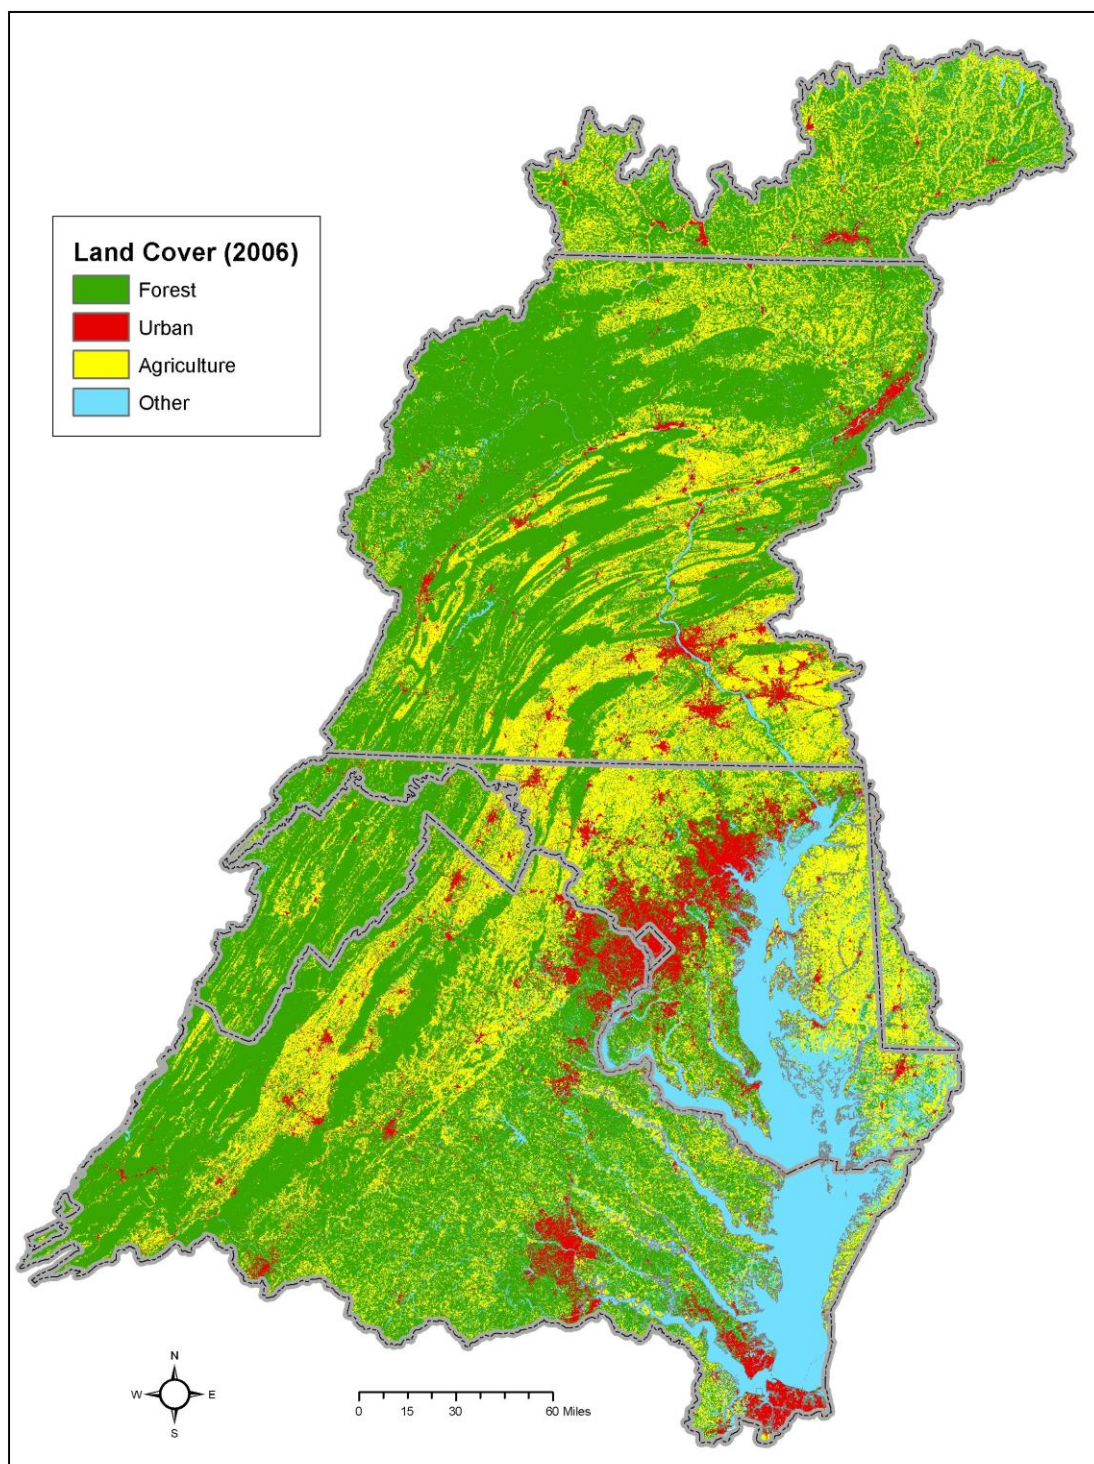 Land Cover (2006)
Forest
Urban
Agriculture
Other
N
W E
S
0 15 30 60 Miles